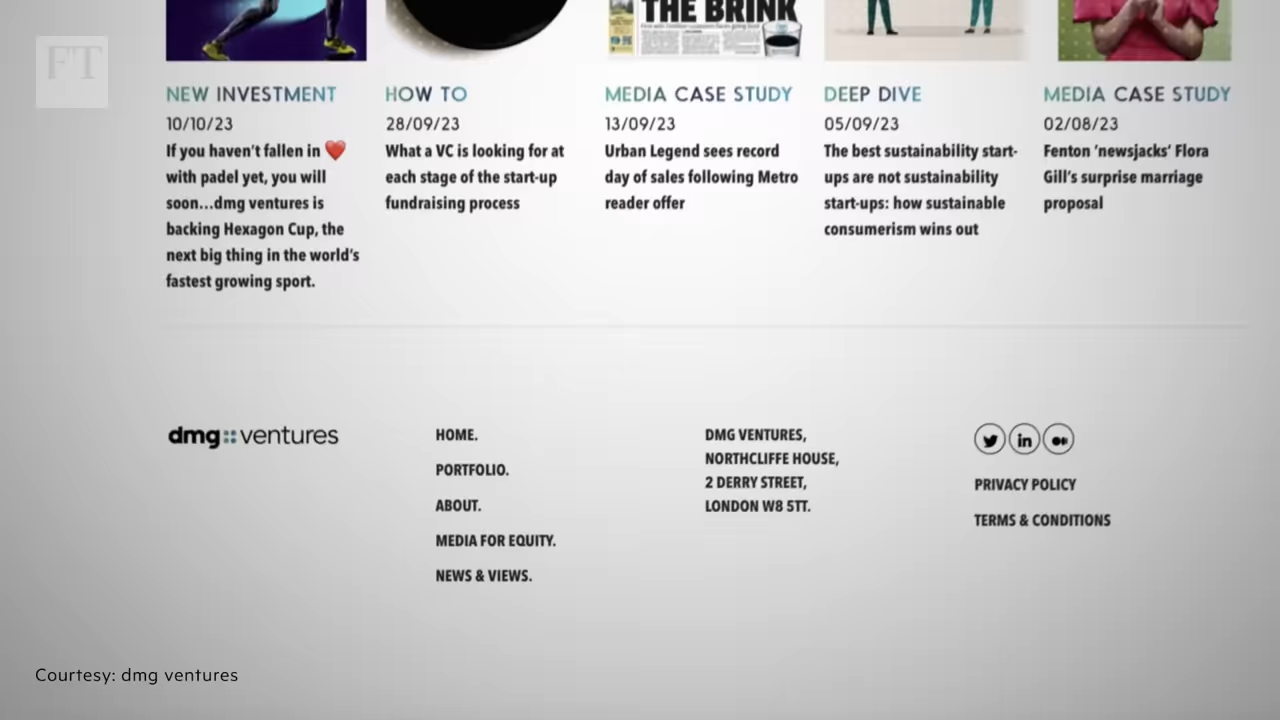 THE BRINK
FT
NEW INVESTMENT
10/10/23
If you haven't fallen in ❤️
with padel yet, you will
soon...dmg ventures is
backing Hexagon Cup, the
next big thing in the world's
fastest growing sport.
HOW TO
28/09/23
What a VC is looking for at
each stage of the start-up
fundraising process
MEDIA CASE STUDY
13/09/23
Urban Legend sees record
day of sales following Metro
reader offer
DEEP DIVE
05/09/23
The best sustainability start-
ups are not sustainability
start-ups: how sustainable
consumerism wins out
MEDIA CASE STUDY
02/08/23
Fenton 'newsjacks' Flora
Gill's surprise marriage
proposal
dmg::ventures
HOME.
PORTFOLIO.
ABOUT.
MEDIA FOR EQUITY.
NEWS & VIEWS.
DMG VENTURES,
NORTHCLIFFE HOUSE,
2 DERRY STREET,
LONDON W8 5TT.
in
PRIVACY POLICY
TERMS & CONDITIONS
Courtesy: dmg ventures